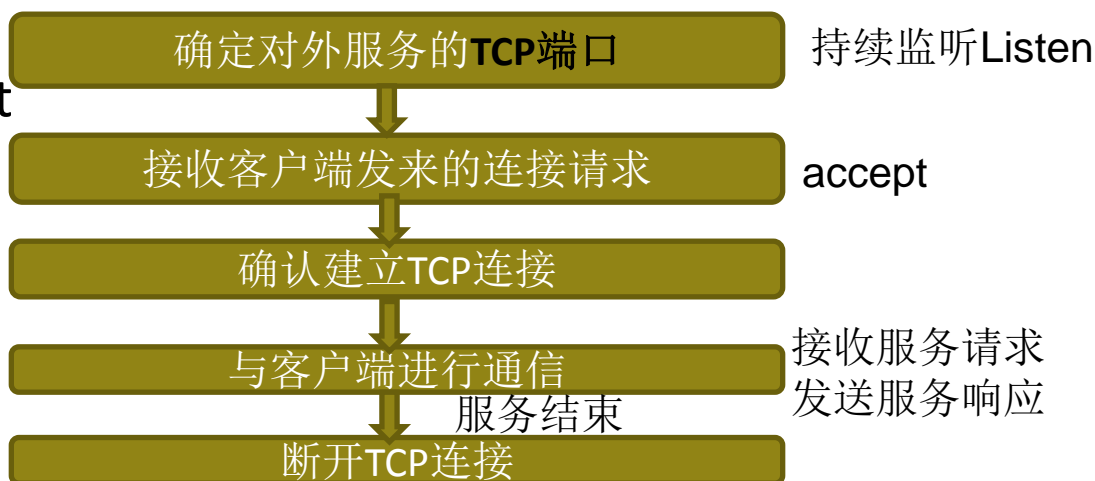 确定对外服务的TCP端口
持续监听Listen
t
接收客户端发来的连接请求
accept
确认建立TCP连接
与客户端进行通信
接收服务请求
发送服务响应
服务结束
断开TCP连接